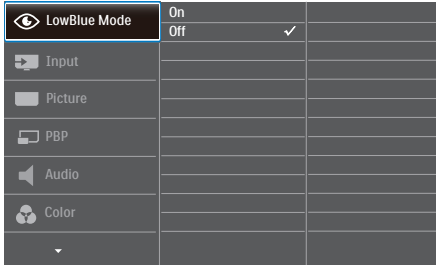 LowBlue Mode
On
Off
Input
Picture
PBP
Audio
Color